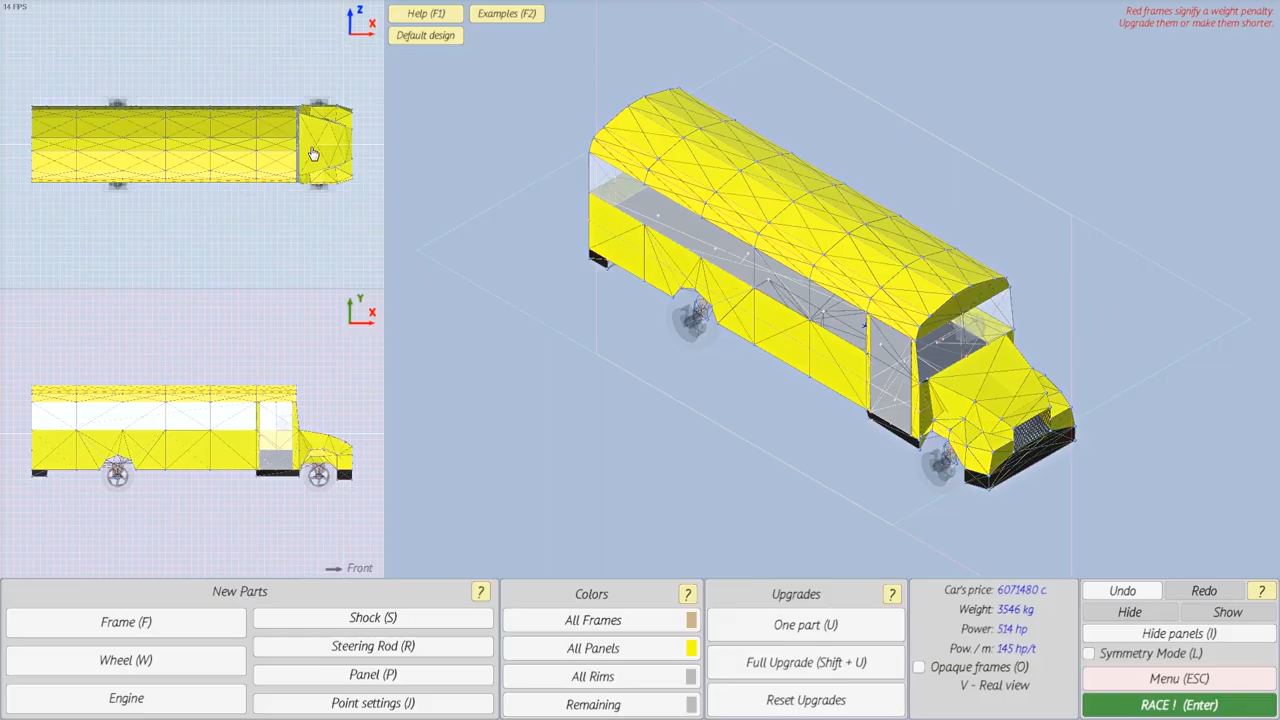 14 FPS
Z
X
Help (F1)
Examples (F2)
Default design
Red frames signify a weight penalty.
Upgrade them or make them shorter.
Y
X
Front
New Parts
?
Frame (F)
Shock (S)
Wheel (W)
Steering Rod (R)
Engine
Panel (P)
Point settings (J)
Colors
?
All Frames
All Panels
All Rims
Remaining
Upgrades
?
One part (U)
Full Upgrade (Shift + U)
Reset Upgrades
Car's price: 6071480 c.
Weight: 3546 kg
Power: 514 hp
Pow. / m: 145 hp/t
Opaque frames (O)
V - Real view
Undo
Redo
?
Hide
Show
Hide panels (I)
Symmetry Mode (L)
Menu (ESC)
RACE ! (Enter)